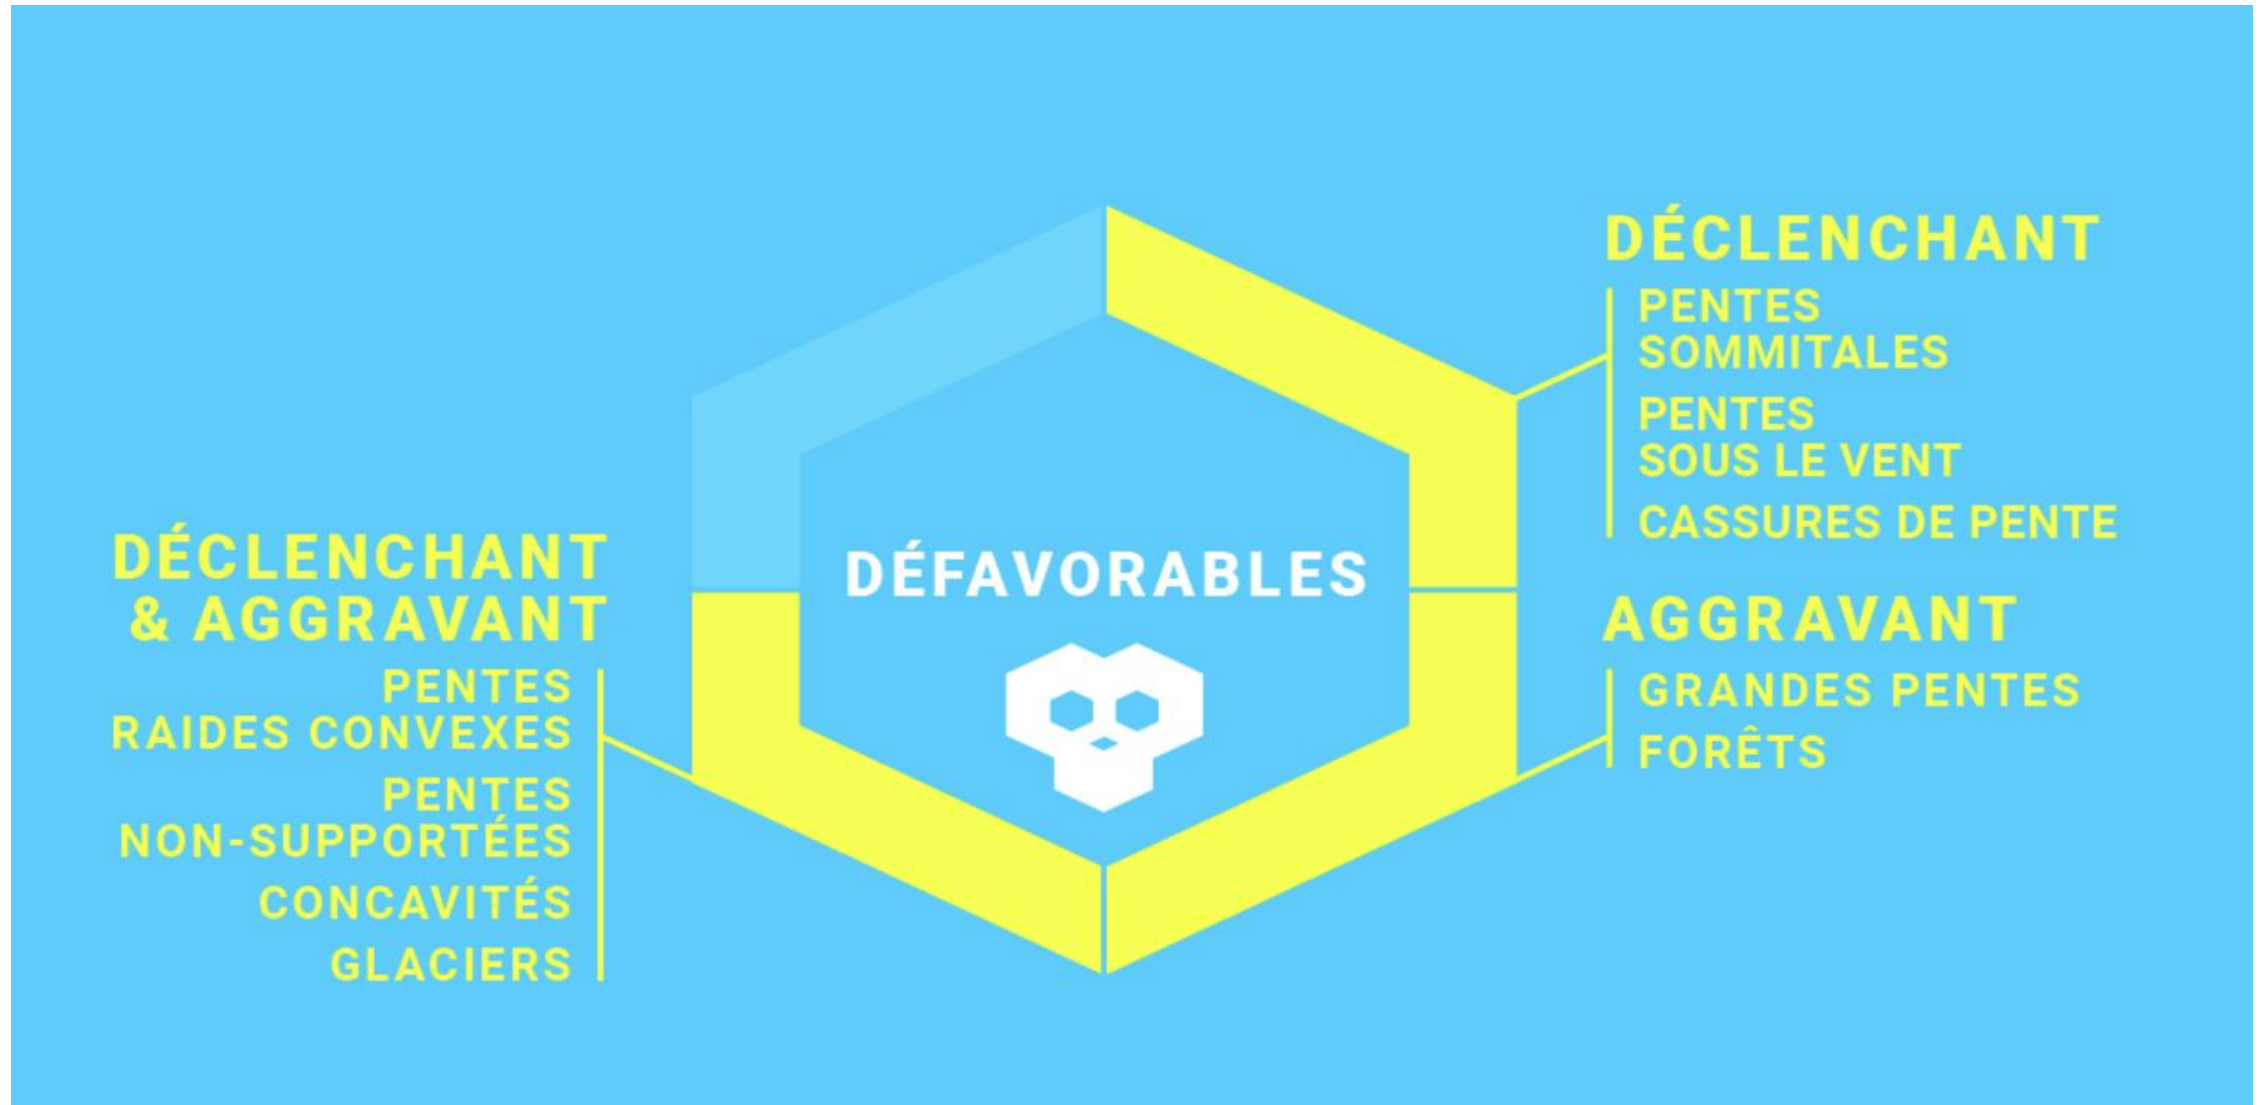 DÉCLENCHANT
PENTES
SOMMITALES
PENTES
SOUS LE VENT
CASSURES DE PENTE
AGGRAVANT
GRANDES PENTES
FORÊTS
DÉFAVORABLES
DÉCLENCHANT
& AGGRAVANT
PENTES
RAIDES CONVEXES
PENTES
NON-SUPPORTÉES
CONCAVITÉS
GLACIERS